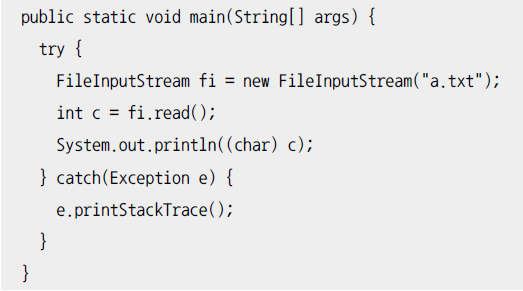 public static void main(String[] args) {
try {
FileInputStream fi = new FileInputStream("a.txt");
int c = fi.read();
System.out.println((char) c);
} catch(Exception e) {
e.printStackTrace();
}
}